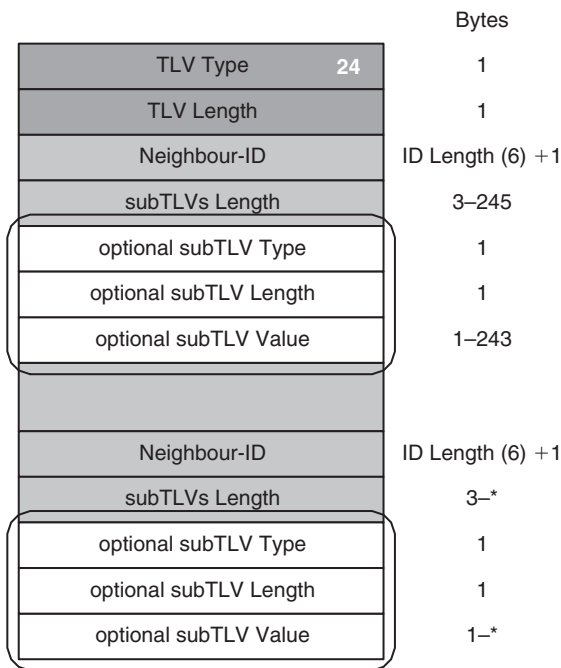 Bytes
TLV Type 24 1
TLV Length 1
Neighbour-ID ID Length (6) +1
subTLVs Length 3–245
optional subTLV Type 1
optional subTLV Length 1
optional subTLV Value 1–243
Neighbour-ID ID Length (6) +1
subTLVs Length 3–*
optional subTLV Type 1
optional subTLV Length 1
optional subTLV Value 1–*